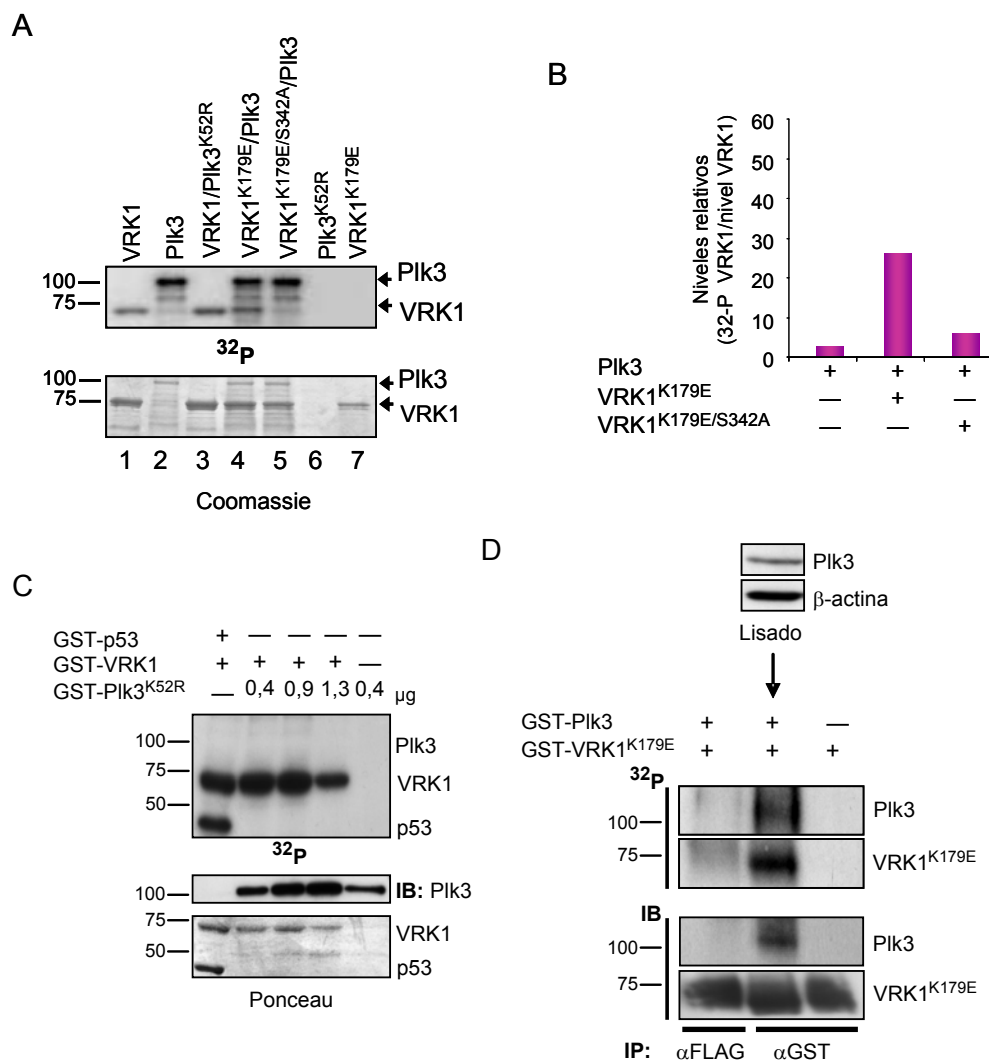 A
VRK1
Plk3
VRK1/Plk3K52R
VRK1K179E/Plk3
VRK1K179E/S342A/Plk3
Plk3K52R
VRK1K179E
100
75
Plk3
VRK1
32P
100
75
Plk3
VRK1
1 2 3 4 5 6 7
Coomassie
B
Niveles relativos
(32-P VRK1/nivel VRK1)
60
50
40
30
20
10
0
Plk3 + + +
VRK1K179E — + —
VRK1K179E/S342A — — +
C
GST-p53 + — — — —
GST-VRK1 + + + + —
GST-Plk3K52R — 0,4 0,9 1,3 0,4 µg
100
75
50
Plk3
VRK1
p53
32P
100
IB: Plk3
75
50
VRK1
p53
Ponceau
D
Plk3
β-actina
Lisado
GST-Plk3 + + —
GST-VRK1K179E + + +
32P
100
Plk3
75
VRK1K179E
IB
100
Plk3
75
VRK1K179E
IP: αFLAG αGST